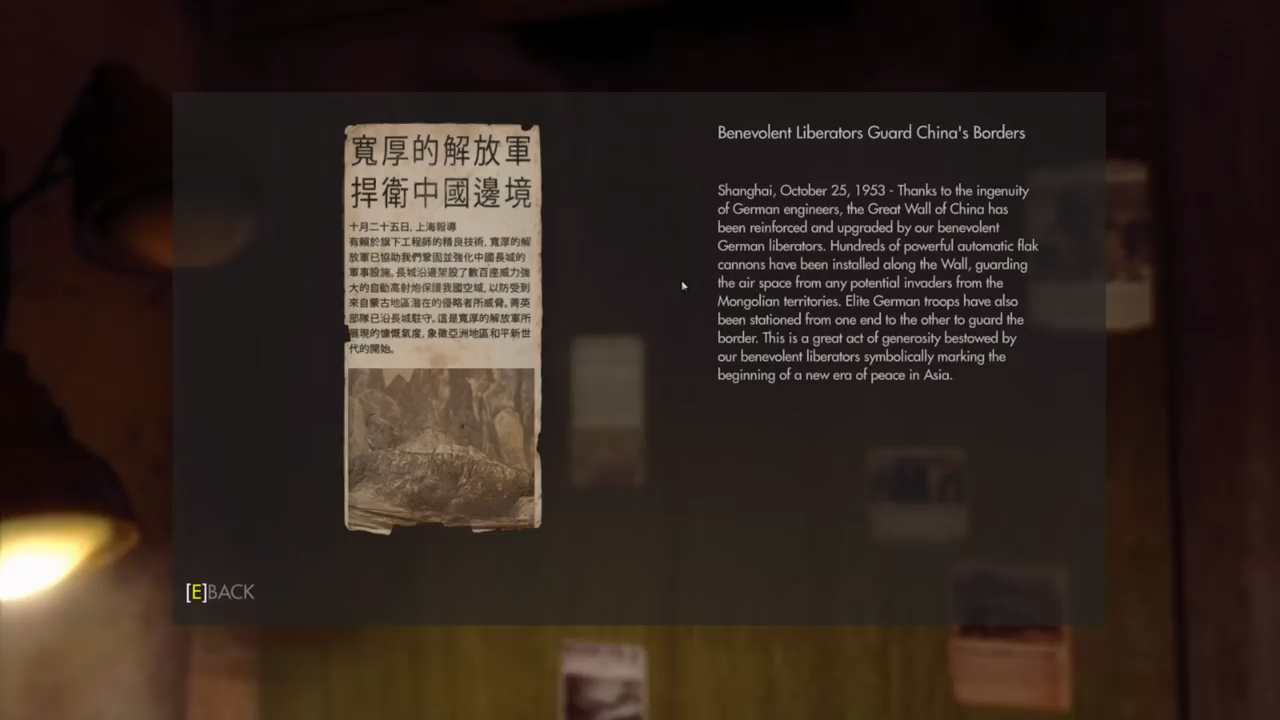 寬厚的解放軍
捍衛中國邊境
十月二十五日, 上海報導
有賴於旗下工程師的精良技術, 寬厚的解
放軍已協助我們鞏固並強化中國長城的
軍事設施。長城沿邊架設了數百座威力強
大的自動高射炮保護我國空域, 以防受到
來自蒙古地區潛在的侵略者所威脅。菁英
部隊已沿長城駐守。這是寬厚的解放軍所
展現的慷慨氣度, 象徵亞洲地區和平新世
代的開始。
Benevolent Liberators Guard China's Borders
Shanghai, October 25, 1953 - Thanks to the ingenuity
of German engineers, the Great Wall of China has
been reinforced and upgraded by our benevolent
German liberators. Hundreds of powerful automatic flak
cannons have been installed along the Wall, guarding
the air space from any potential invaders from the
Mongolian territories. Elite German troops have also
been stationed from one end to the other to guard the
border. This is a great act of generosity bestowed by
our benevolent liberators symbolically marking the
beginning of a new era of peace in Asia.
[E]BACK